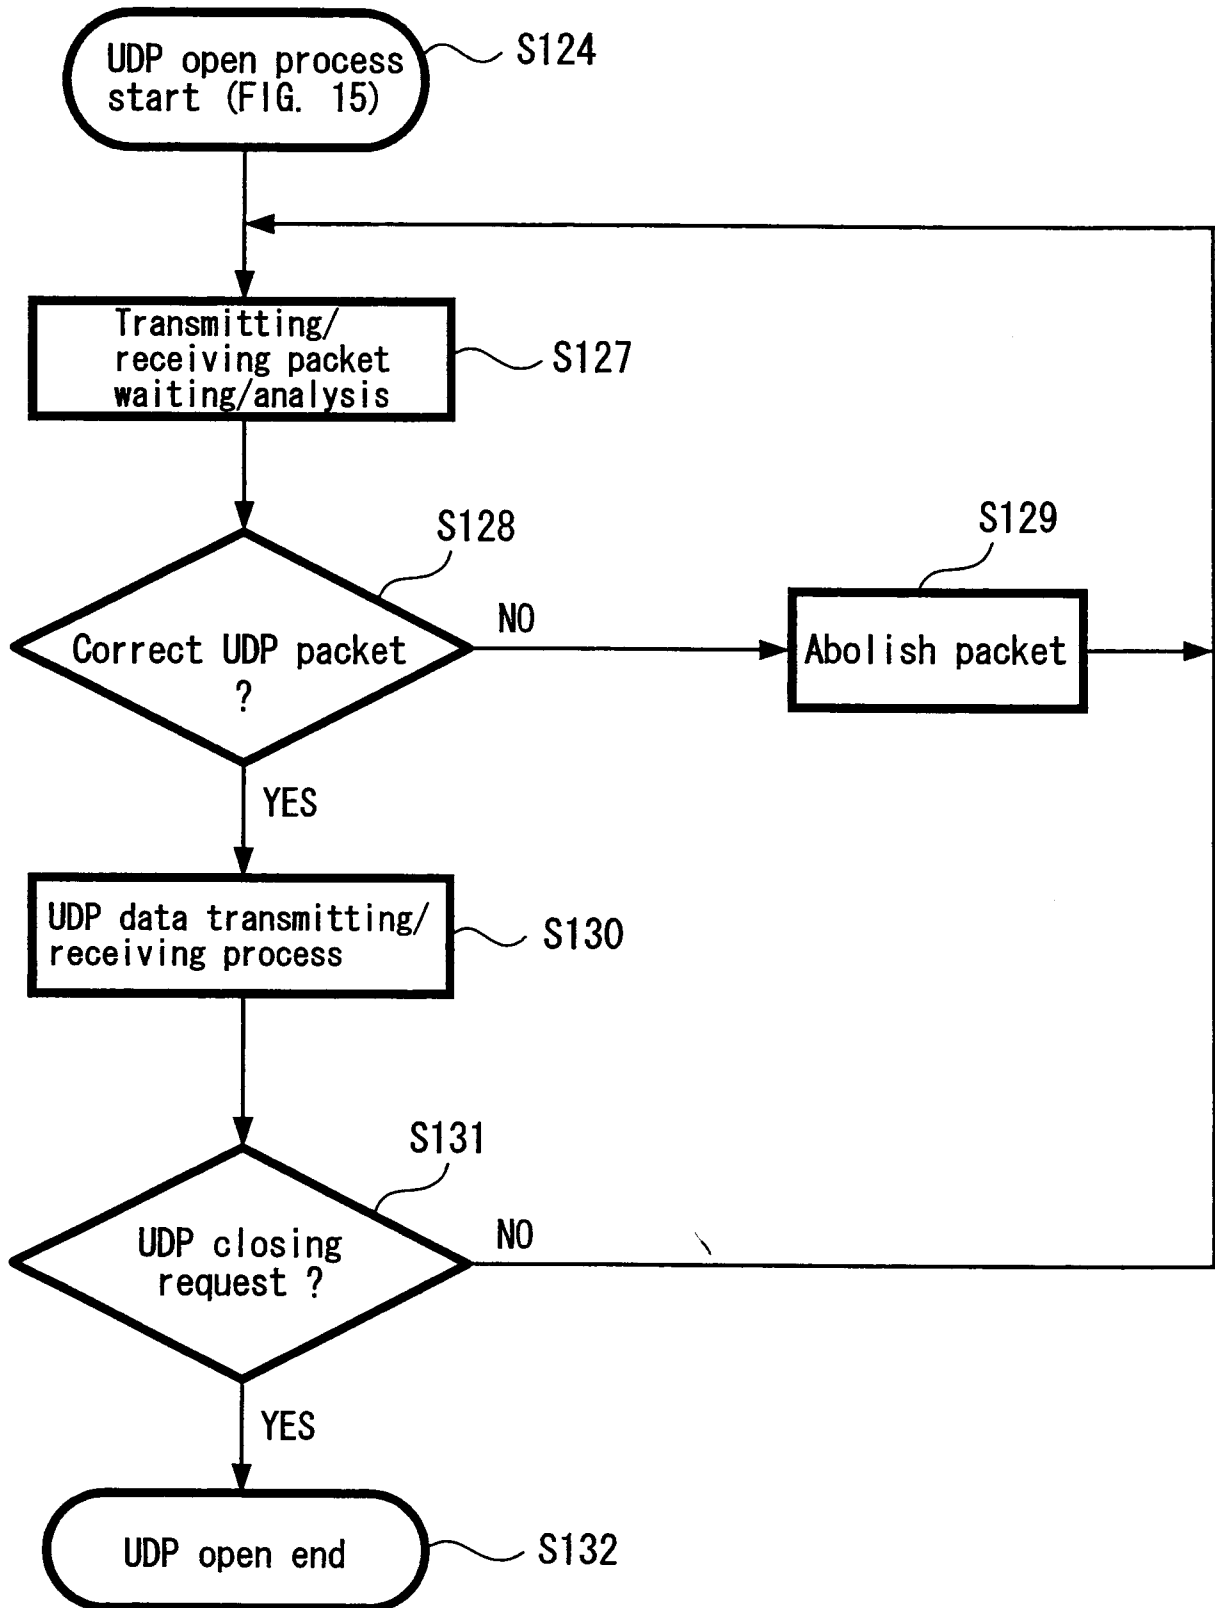 UDP open process
start (FIG. 15)
S124
Transmitting/
receiving packet
waiting/analysis
S127
S128
Correct UDP packet
?
NO
S129
Abolish packet
YES
UDP data transmitting/
receiving process
S130
S131
UDP closing
request ?
NO
YES
UDP open end
S132